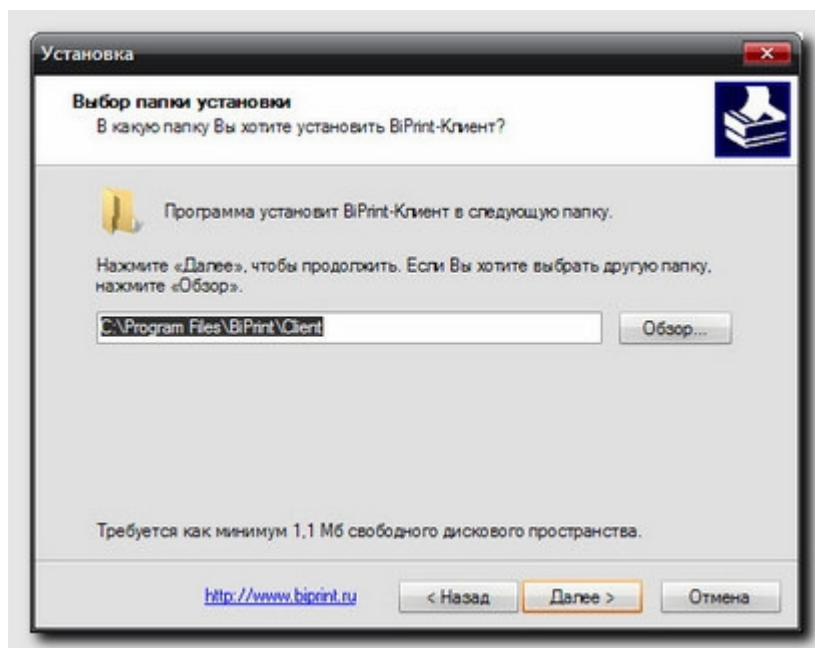 Установка
Выбор папки установки
В какую папку Вы хотите установить BiPrint-Клиент?
Программа установит BiPrint-Клиент в следующую папку.
Нажмите «Далее», чтобы продолжить. Если Вы хотите выбрать другую папку,
нажмите «Обзор».
C:\Program Files\BiPrint\Client
Обзор...
Требуется как минимум 1,1 Мб свободного дискового пространства.
http://www.biprint.ru
< Назад
Далее >
Отмена